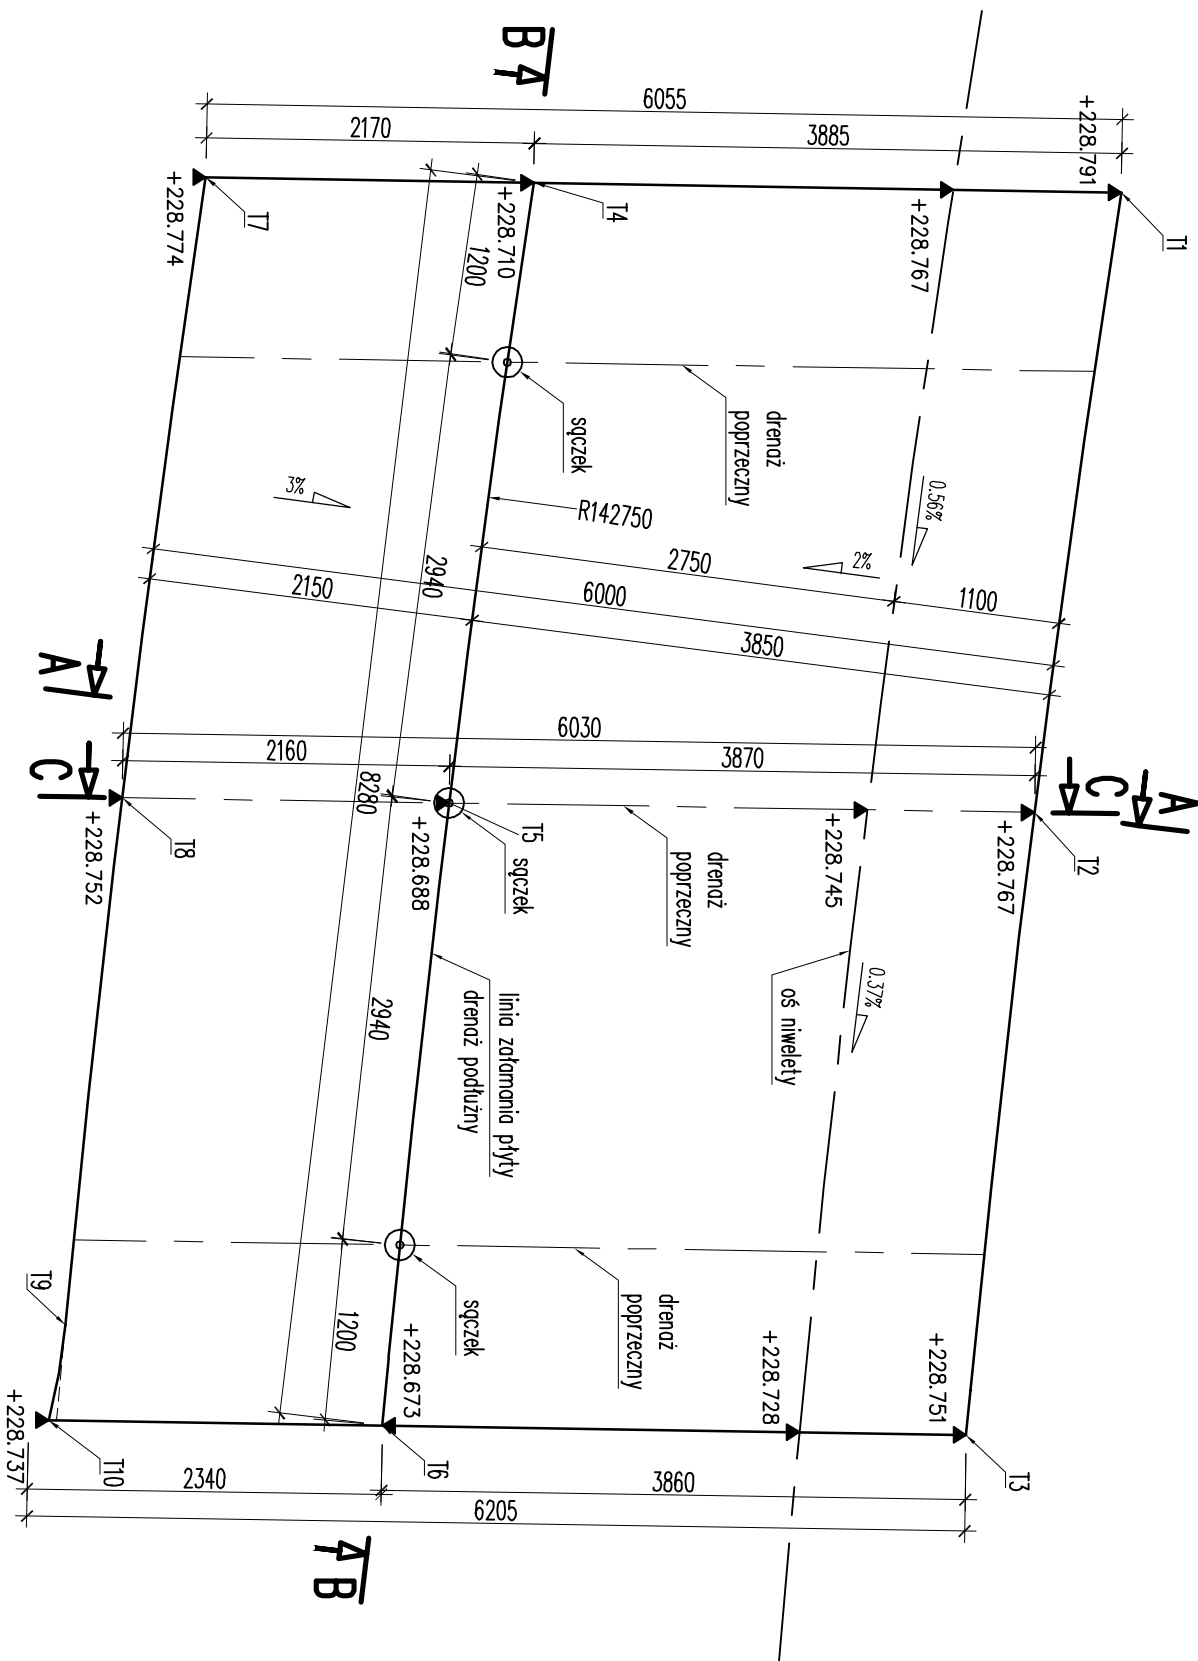 B
6055
2170
3885
+228.791
T1
+228.774
T7
+228.710
T4
+228.767
1200
sączek
drenaż
poprzeczny
3%
R142750
0.56%
2%
2940
2750
1100
2150
6000
3850
A
C
6030
2160
3870
C
A
8280
+228.752
T8
+228.688
T5
sączek
drenaż
poprzeczny
+228.745
+228.767
T2
2940
linia załamania płyty
drenaż podłużny
oś niwelety
0.37%
T9
1200
sączek
drenaż
poprzeczny
+228.673
+228.728
+228.751
+228.737
T10
T6
T3
2340
3860
6205
B